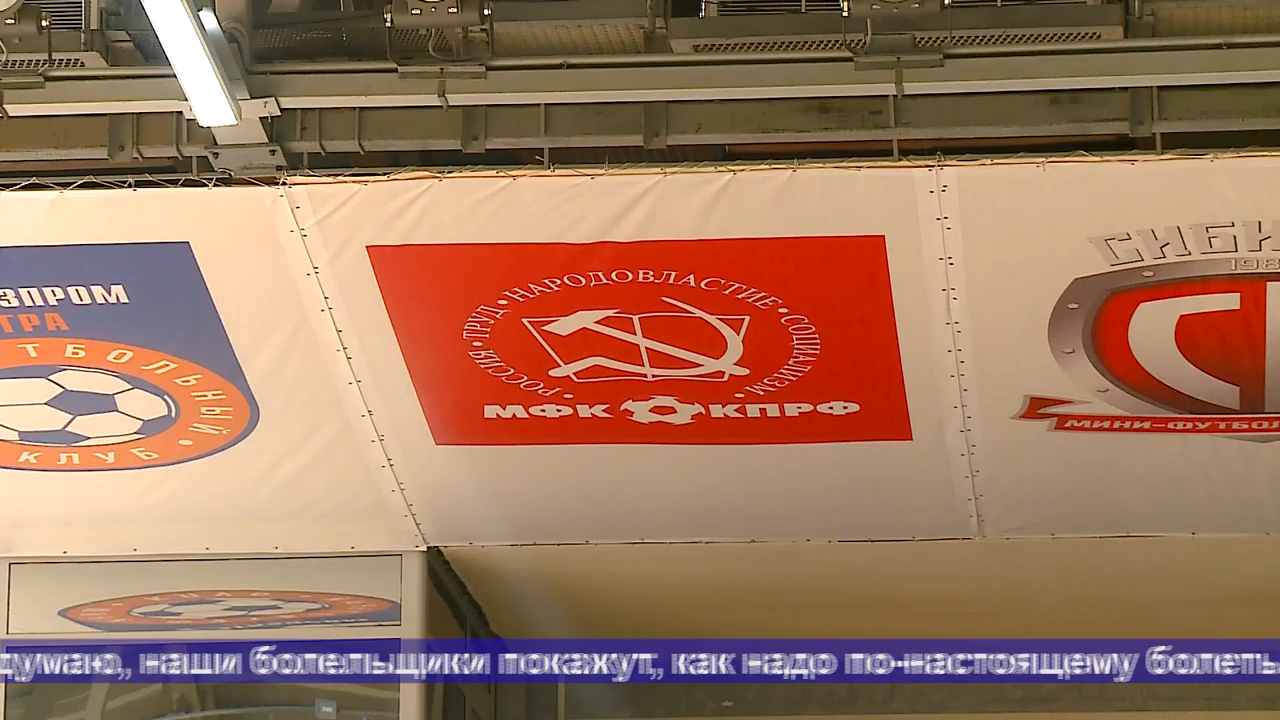 ЗПРОМ
ТРА
ТБОЛЬНЫЙ
КЛУБ
РОССИЯ • ТРУД • НАРОДОВЛАСТИЕ • СОЦИАЛИЗМ
МФК КПРФ
СИБИ
198
МИНИ-ФУТБОЛ
думаю, наши болельщики покажут, как надо по-настоящему болеть